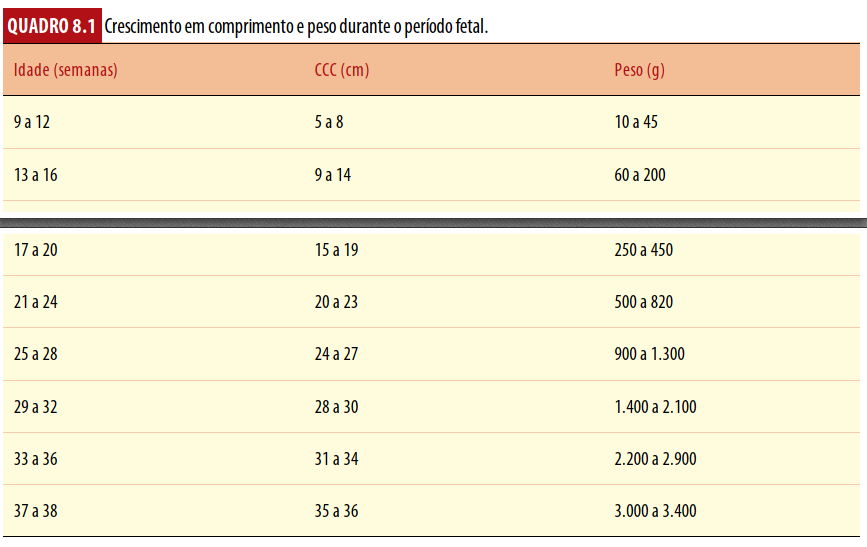 QUADRO 8.1 Crescimento em comprimento e peso durante o período fetal.
Idade (semanas) CCC (cm) Peso (g)
9 a 12 5 a 8 10 a 45
13 a 16 9 a 14 60 a 200
17 a 20 15 a 19 250 a 450
21 a 24 20 a 23 500 a 820
25 a 28 24 a 27 900 a 1.300
29 a 32 28 a 30 1.400 a 2.100
33 a 36 31 a 34 2.200 a 2.900
37 a 38 35 a 36 3.000 a 3.400